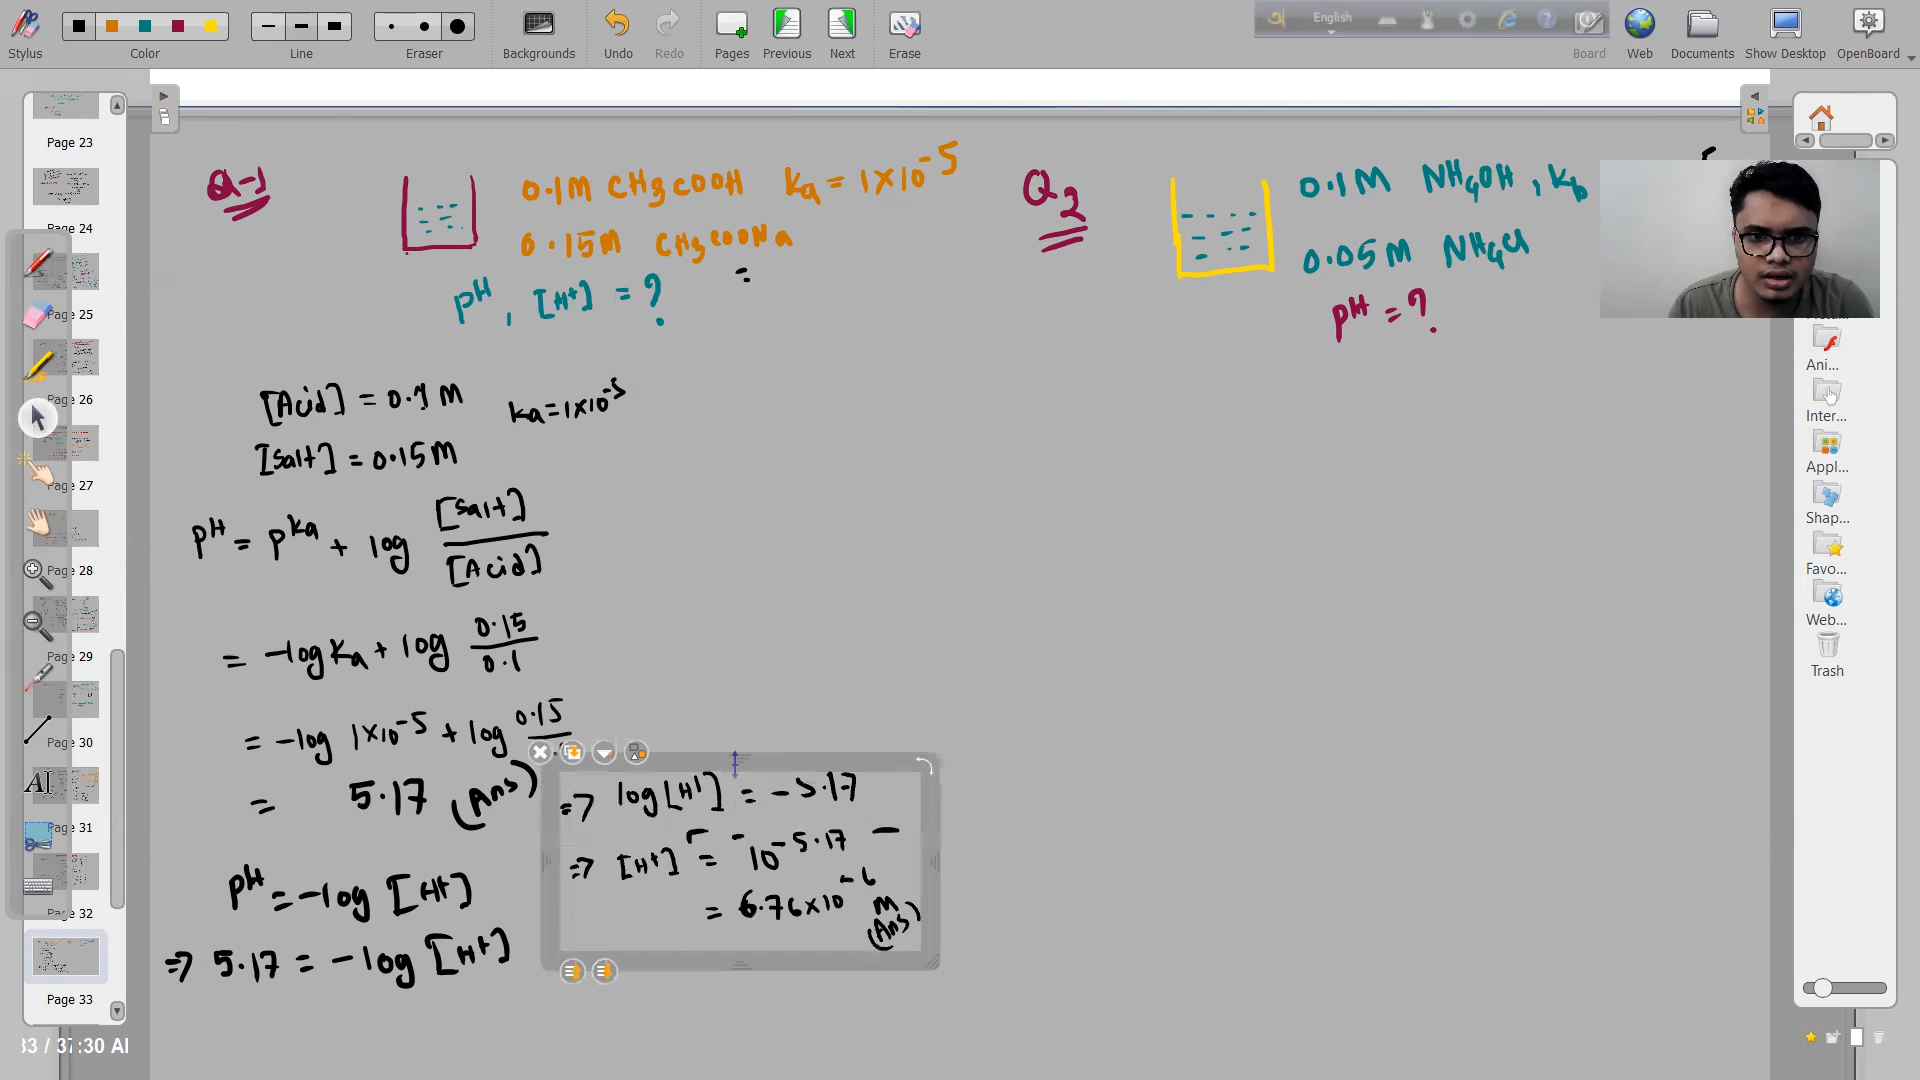 Stylus
Color
Line
Eraser
Backgrounds
Undo
Redo
Pages
Previous
Next
Erase
English
Board
Web
Documents
Show Desktop
OpenBoard
Page 23
Page 24
Page 25
Page 26
Page 27
Page 28
Page 29
Page 30
Page 31
Page 32
Page 33
Q-1
0.1M CH3COOH Ka = 1×10^-5
0.15M CH3COONa
pH, [H+] = ?
=
[Acid] = 0.1 M Ka = 1×10^-5
[Salt] = 0.15 M
pH = pKa + log [Salt] / [Acid]
= -log Ka + log 0.15 / 0.1
= -log 1×10^-5 + log 0.15
= 5.17 (Ans)
pH = -log [H+]
=> 5.17 = -log [H+]
=> log [H+] = -5.17
=> [H+] = 10^-5.17
= 6.76×10^-6 M (Ans)
Q2
0.1M NH4OH, Kb
0.05M NH4Cl
pH = ?
Ani...
Inter...
Appl...
Shap...
Favo...
Web...
Trash
33 / 37:30 AI